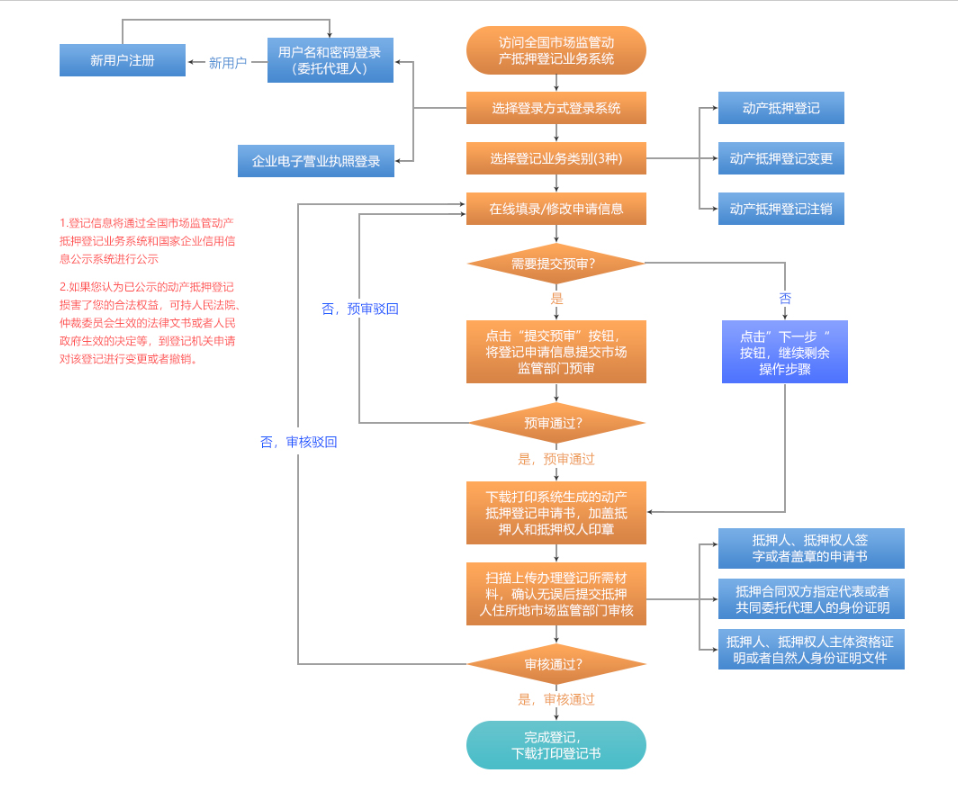 访问全国市场监管动
产抵押登记业务系统
新用户注册
新用户
用户名和密码登录
（委托代理人）
选择登录方式登录系统
企业电子营业执照登录
选择登记业务类别(3种)
动产抵押登记
动产抵押登记变更
动产抵押登记注销
在线填录/修改申请信息
1.登记信息将通过全国市场监管动产
抵押登记业务系统和国家企业信用信
息公示系统进行公示
2.如果您认为已公示的动产抵押登记
损害了您的合法权益，可持人民法院、
仲裁委员会生效的法律文书或者人民
政府生效的决定等，到登记机关申请
对该登记进行变更或者撤销。
需要提交预审?
是
否
否，预审驳回
点击“提交预审”按钮，
将登记申请信息提交市场
监管部门预审
点击”下一步“
按钮，继续剩余
操作步骤
预审通过?
否，审核驳回
是，预审通过
下载打印系统生成的动产
抵押登记申请书，加盖抵
押人和抵押权人印章
扫描上传办理登记所需材
料，确认无误后提交抵押
人住所地市场监管部门审核
抵押人、抵押权人签
字或者盖章的申请书
抵押合同双方指定代表或者
共同委托代理人的身份证明
抵押人、抵押权人主体资格证
明或者自然人身份证明文件
审核通过?
是，审核通过
完成登记，
下载打印登记书